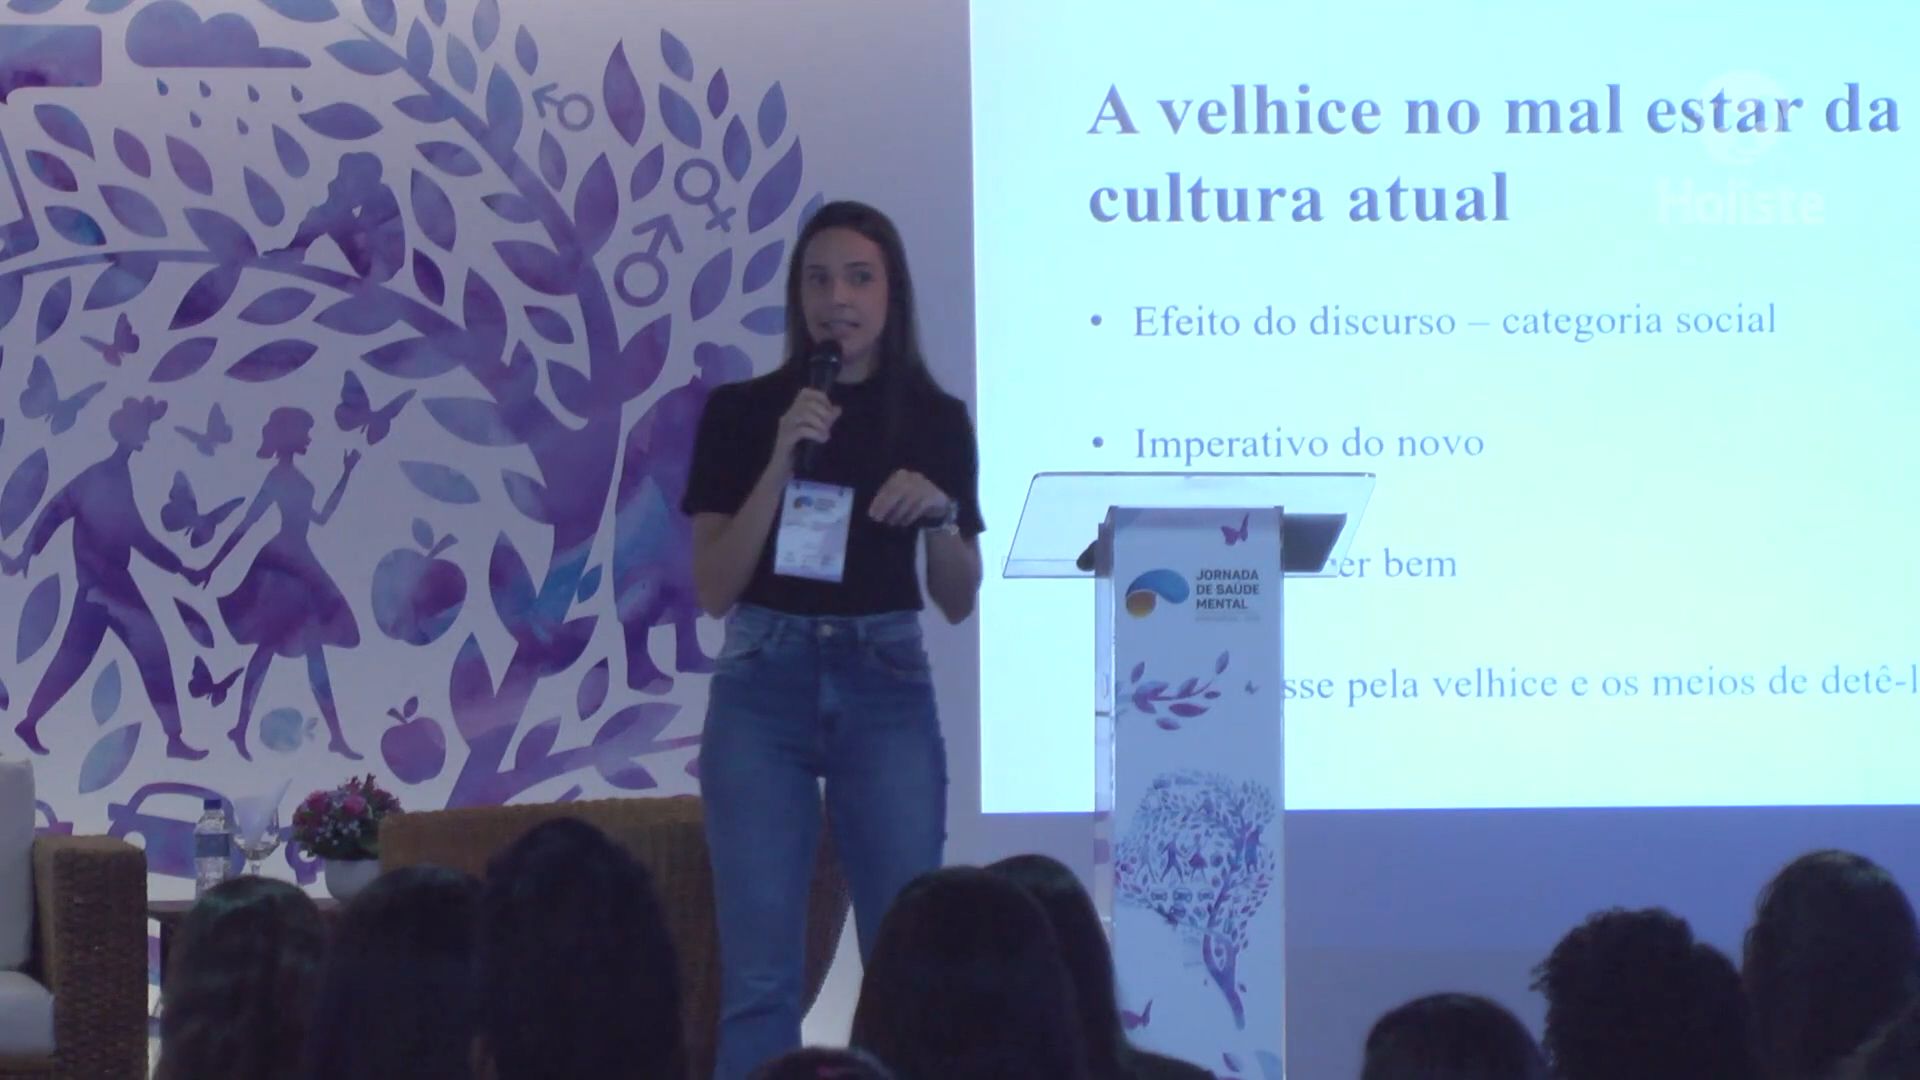 A velhice no mal estar da
cultura atual
Holiste
• Efeito do discurso – categoria social
• Imperativo do novo
er bem
sse pela velhice e os meios de detê-l
JORNADA
DE SAÚDE
MENTAL